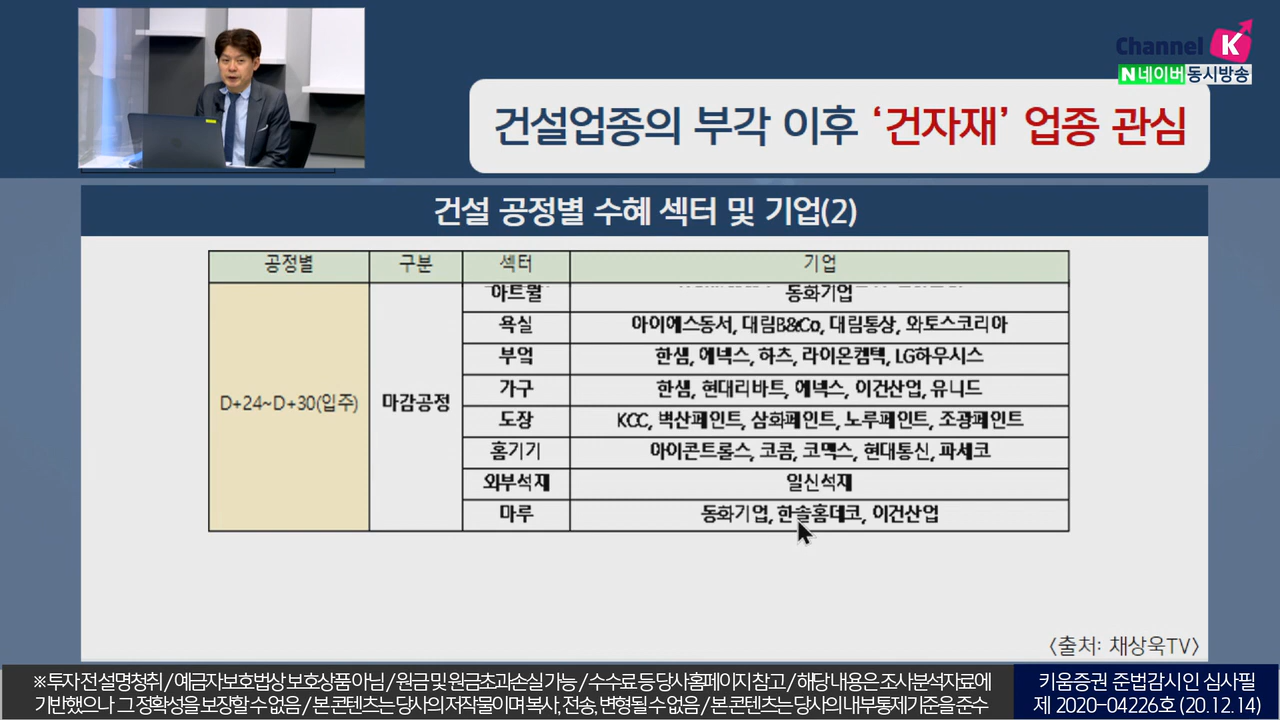 Channel K
N 네이버 동시방송
건설업종의 부각 이후 ‘건자재’ 업종 관심
건설 공정별 수혜 섹터 및 기업(2)
공정별 구분 섹터 기업
아트월 동화기업
욕실 아이에스동서, 대림B&Co, 대림통상, 와토스코리아
부엌 한샘, 에넥스, 하츠, 라이온켐텍, LG하우시스
D+24~D+30(입주) 마감공정 가구 한샘, 현대리바트, 에넥스, 이건산업, 유니드
도장 KCC, 벽산페인트, 삼화페인트, 노루페인트, 조광페인트
홈기기 아이콘트롤스, 코콤, 코맥스, 현대통신, 파세코
외부석재 일신석재
마루 동화기업, 한솔홈데코, 이건산업
<출처: 채상욱TV>
※ 투자 전 설명청취 / 예금자보호법상 보호상품 아님 / 원금 및 원금초과손실 가능 / 수수료 등 당사홈페이지 참고 / 해당 내용은 조사분석자료에
기반했으나 그 정확성을 보장할 수 없음 / 본 콘텐츠는 당사의 저작물이며 복사, 전송, 변형될 수 없음 / 본 콘텐츠는 당사의 내부통제기준을 준수
키움증권 준법감시인 심사필
제 2020-04226호 (20.12.14)